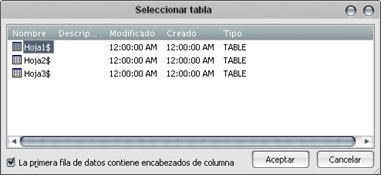 Seleccionar tabla
Nombre Descrip... Modificado Creado Tipo
Hoja1$ 12:00:00 AM 12:00:00 AM TABLE
Hoja2$ 12:00:00 AM 12:00:00 AM TABLE
Hoja3$ 12:00:00 AM 12:00:00 AM TABLE
La primera fila de datos contiene encabezados de columna Aceptar Cancelar